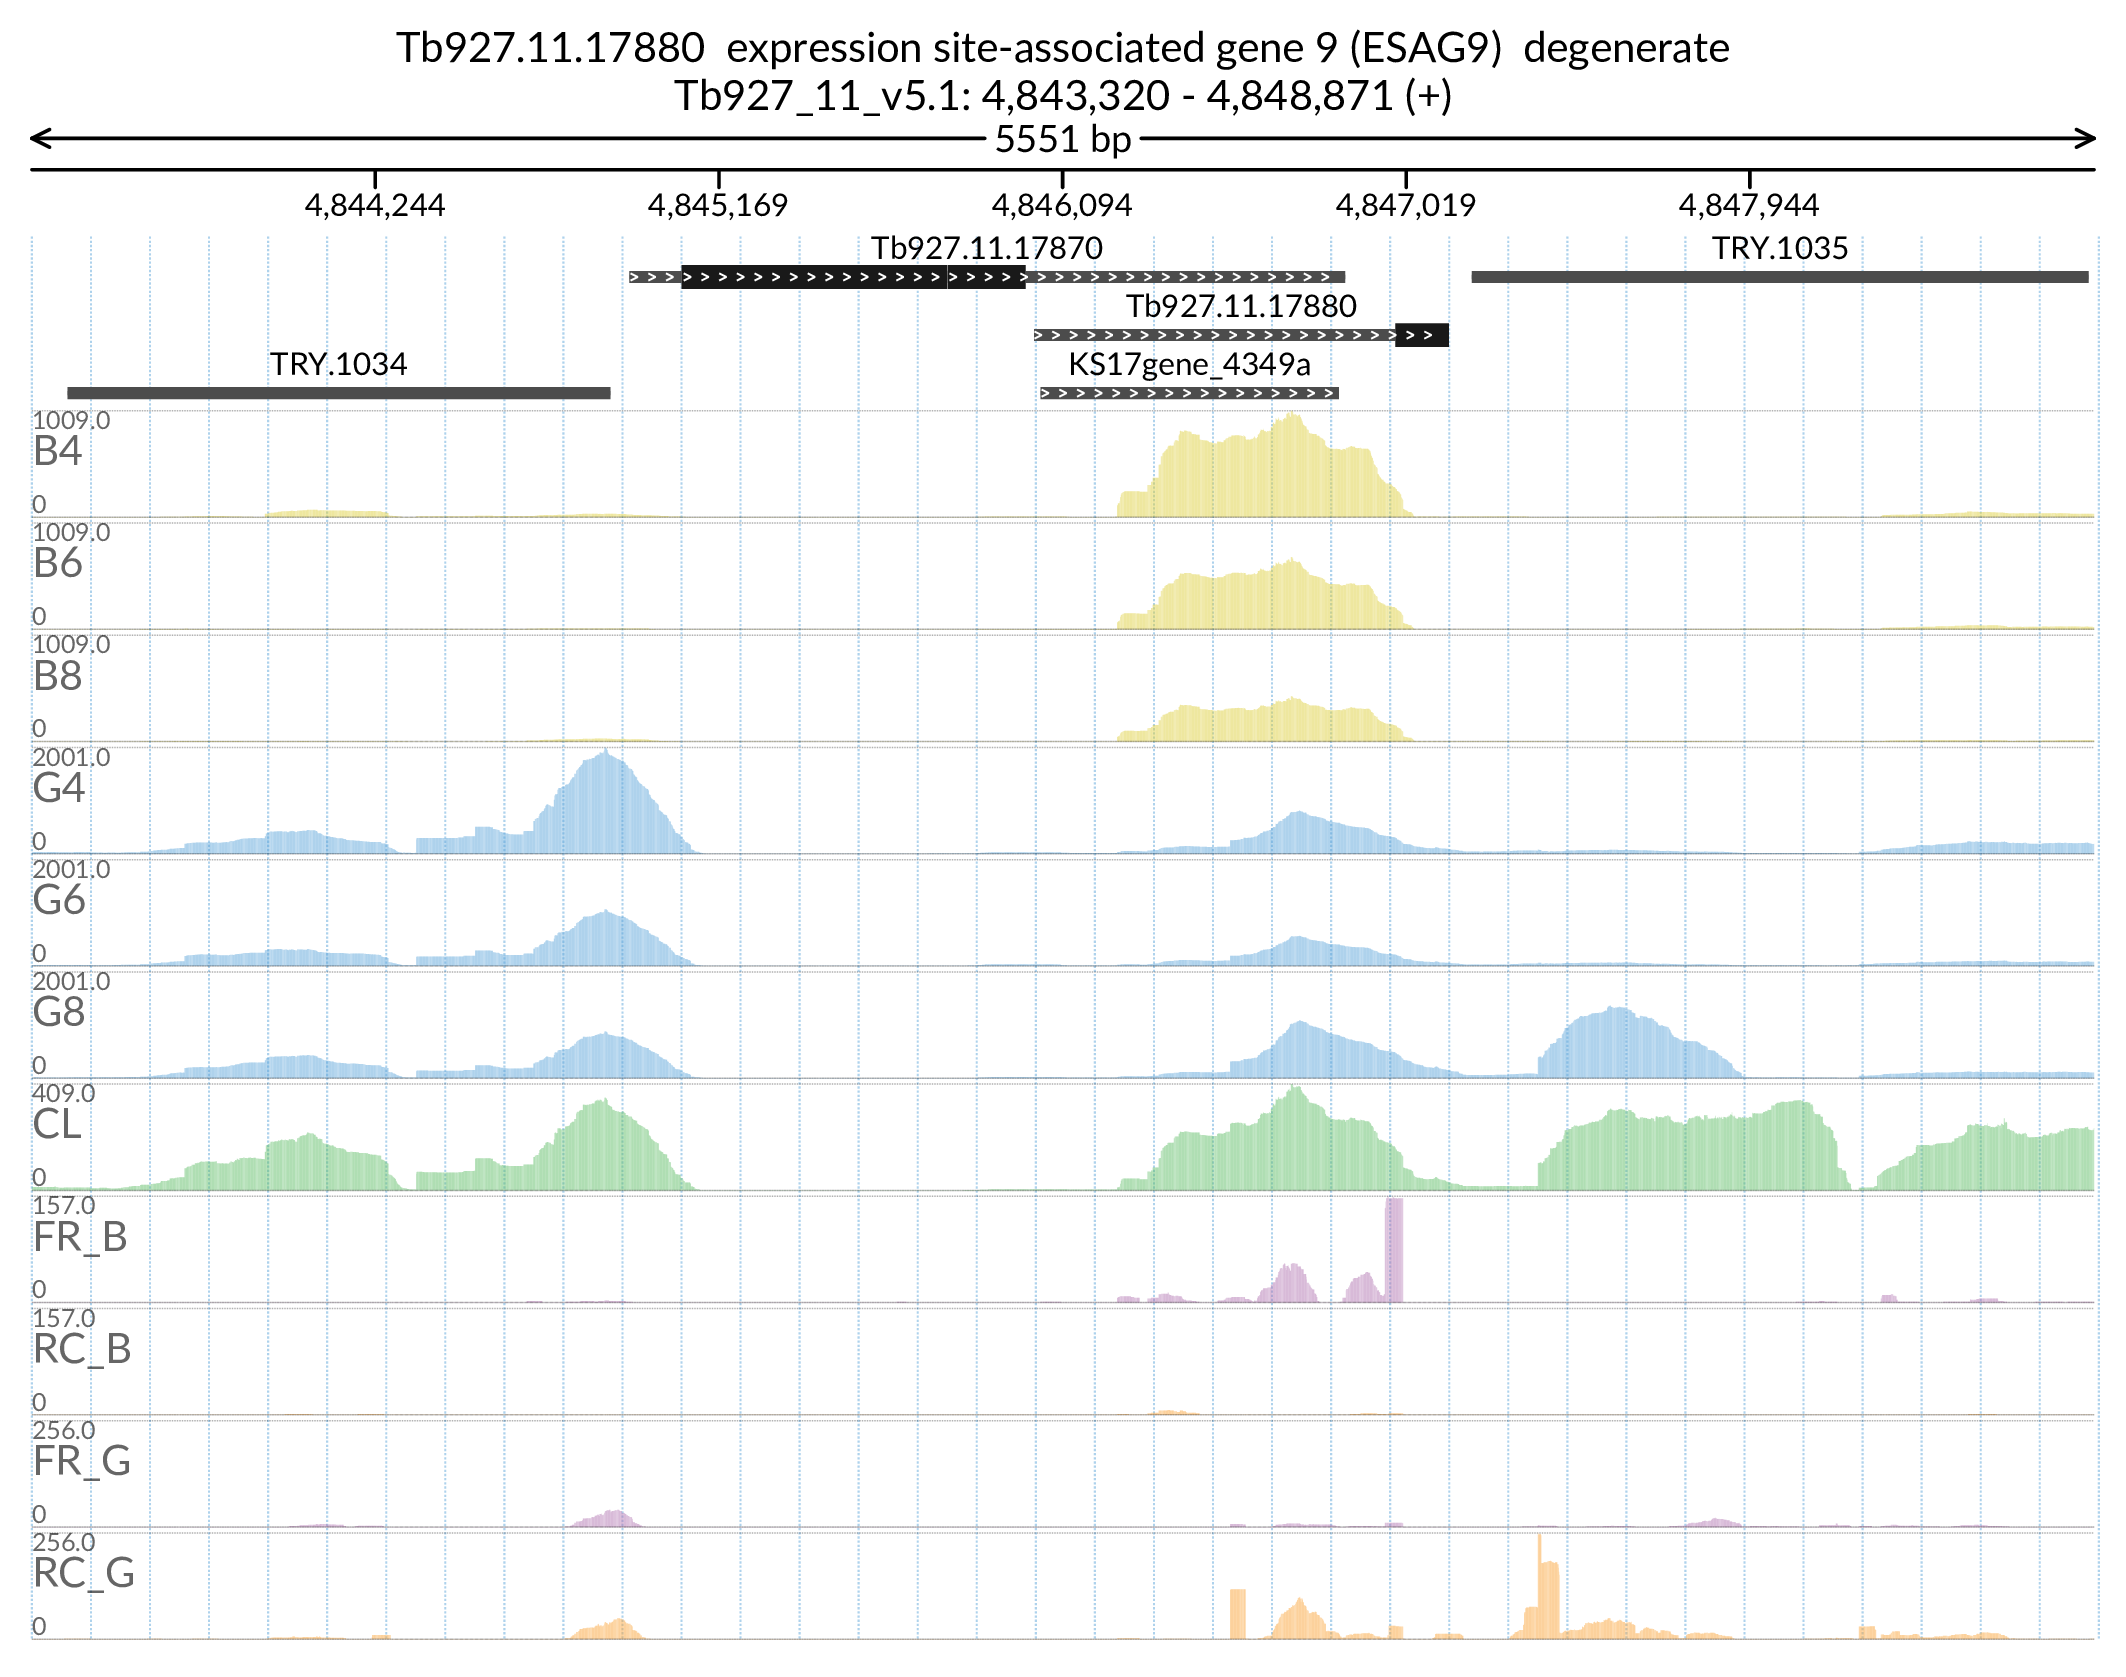 Tb927.11.17880  expression site-associated gene 9 (ESAG9)  degenerate
Tb927_11_v5.1: 4,843,320 - 4,848,871 (+)
5551 bp
4,844,244 4,845,169 4,846,094 4,847,019 4,847,944
Tb927.11.17870 TRY.1035
Tb927.11.17880
TRY.1034 KS17gene_4349a
1009.0
B4
0
1009.0
B6
0
1009.0
B8
0
2001.0
G4
0
2001.0
G6
0
2001.0
G8
0
409.0
CL
0
157.0
FR_B
0
157.0
RC_B
0
256.0
FR_G
0
256.0
RC_G
0